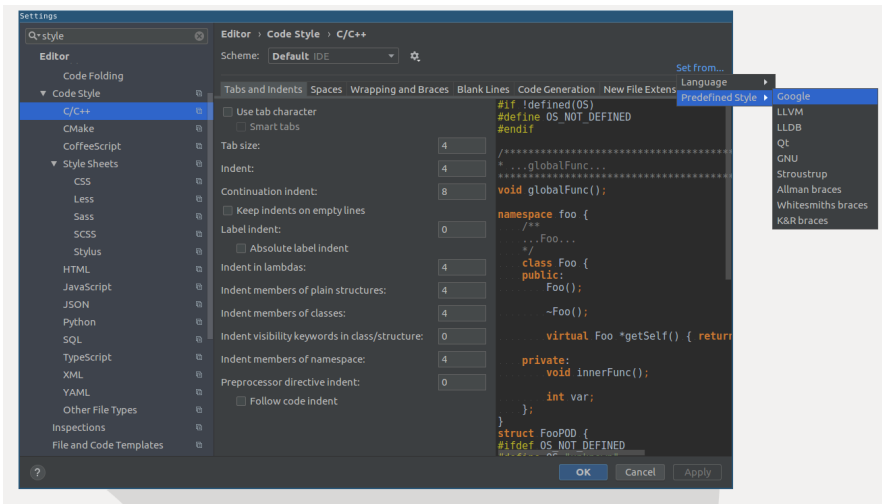 Settings
style
Editor
Code Folding
Code Style
C/C++
CMake
CoffeeScript
Style Sheets
CSS
Less
Sass
SCSS
Stylus
HTML
JavaScript
JSON
Python
SQL
TypeScript
XML
YAML
Other File Types
Inspections
File and Code Templates
Editor › Code Style › C/C++
Scheme: Default IDE
Set from...
Language
Predefined Style
Google
LLVM
LLDB
Qt
GNU
Stroustrup
Allman braces
Whitesmiths braces
K&R braces
Tabs and Indents Spaces Wrapping and Braces Blank Lines Code Generation New File Extens
Use tab character
Smart tabs
Tab size: 4
Indent: 4
Continuation indent: 8
Keep indents on empty lines
Label indent: 0
Absolute label indent
Indent in lambdas: 4
Indent members of plain structures: 4
Indent members of classes: 4
Indent visibility keywords in class/structure: 0
Indent members of namespace: 4
Preprocessor directive indent: 0
Follow code indent
#if !defined(OS)
#define OS_NOT_DEFINED
#endif
/**************************************
* ...globalFunc...
***************************************
void globalFunc();
namespace foo {
/**
...Foo...
*/
class Foo {
public:
Foo();
~Foo();
virtual Foo *getSelf() { return
private:
void innerFunc();
int var;
};
}
struct FooPOD {
#ifdef OS_NOT_DEFINED
?
OK Cancel Apply